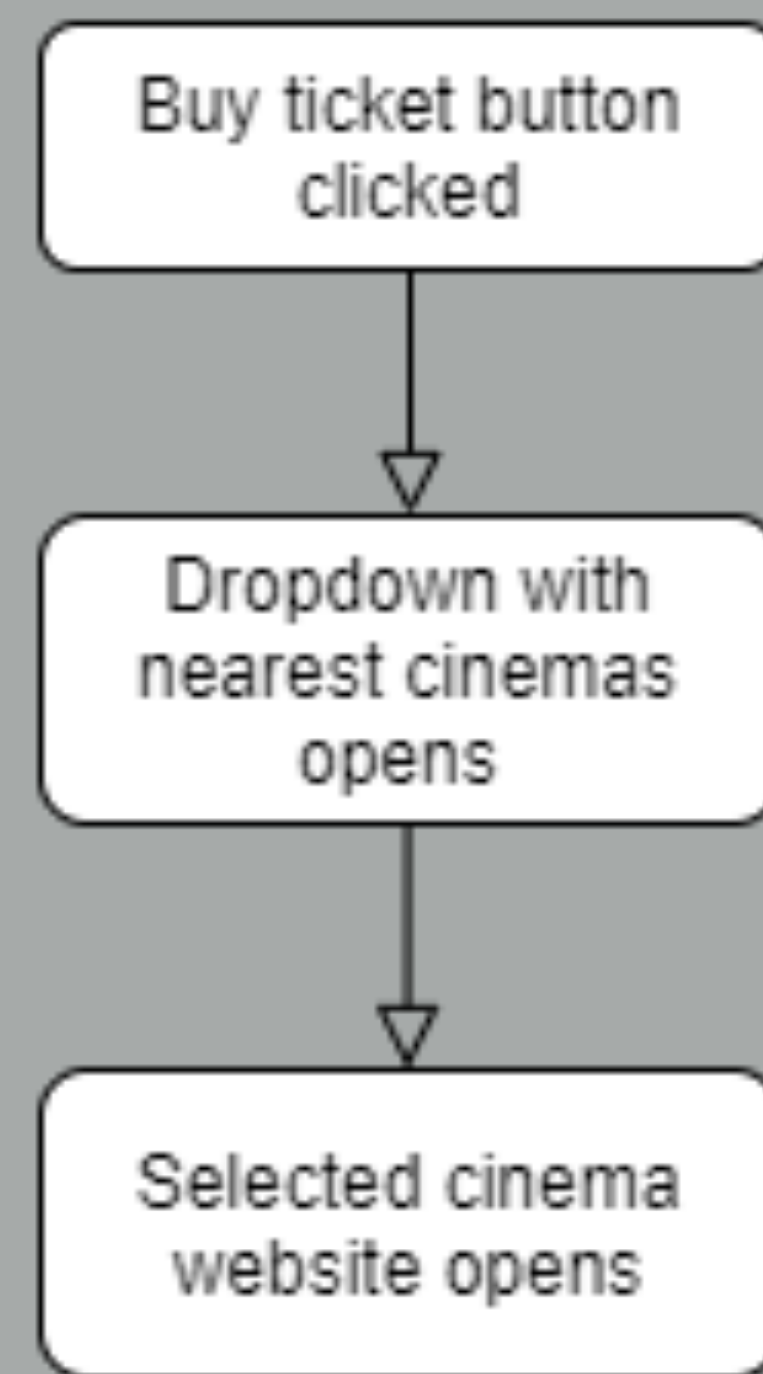 Buy ticket button
clicked
Dropdown with
nearest cinemas
opens
Selected cinema
website opens